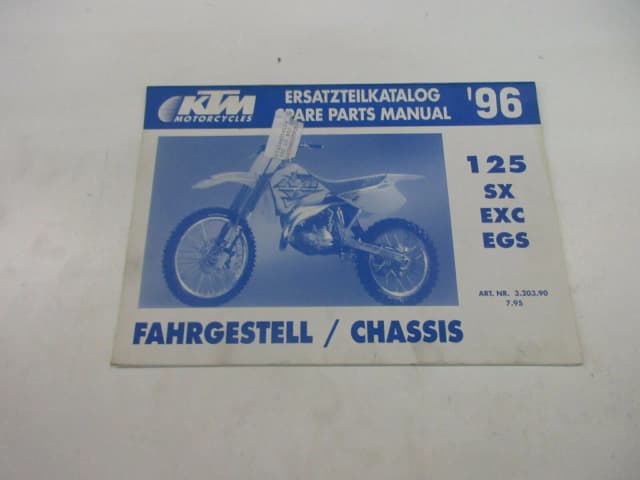 KTM
MOTORCYCLES
ERSATZTEILKATALOG
SPARE PARTS MANUAL
'96
125
SX
EXC
EGS
ART. NR. 3.203.90
7.95
FAHRGESTELL / CHASSIS